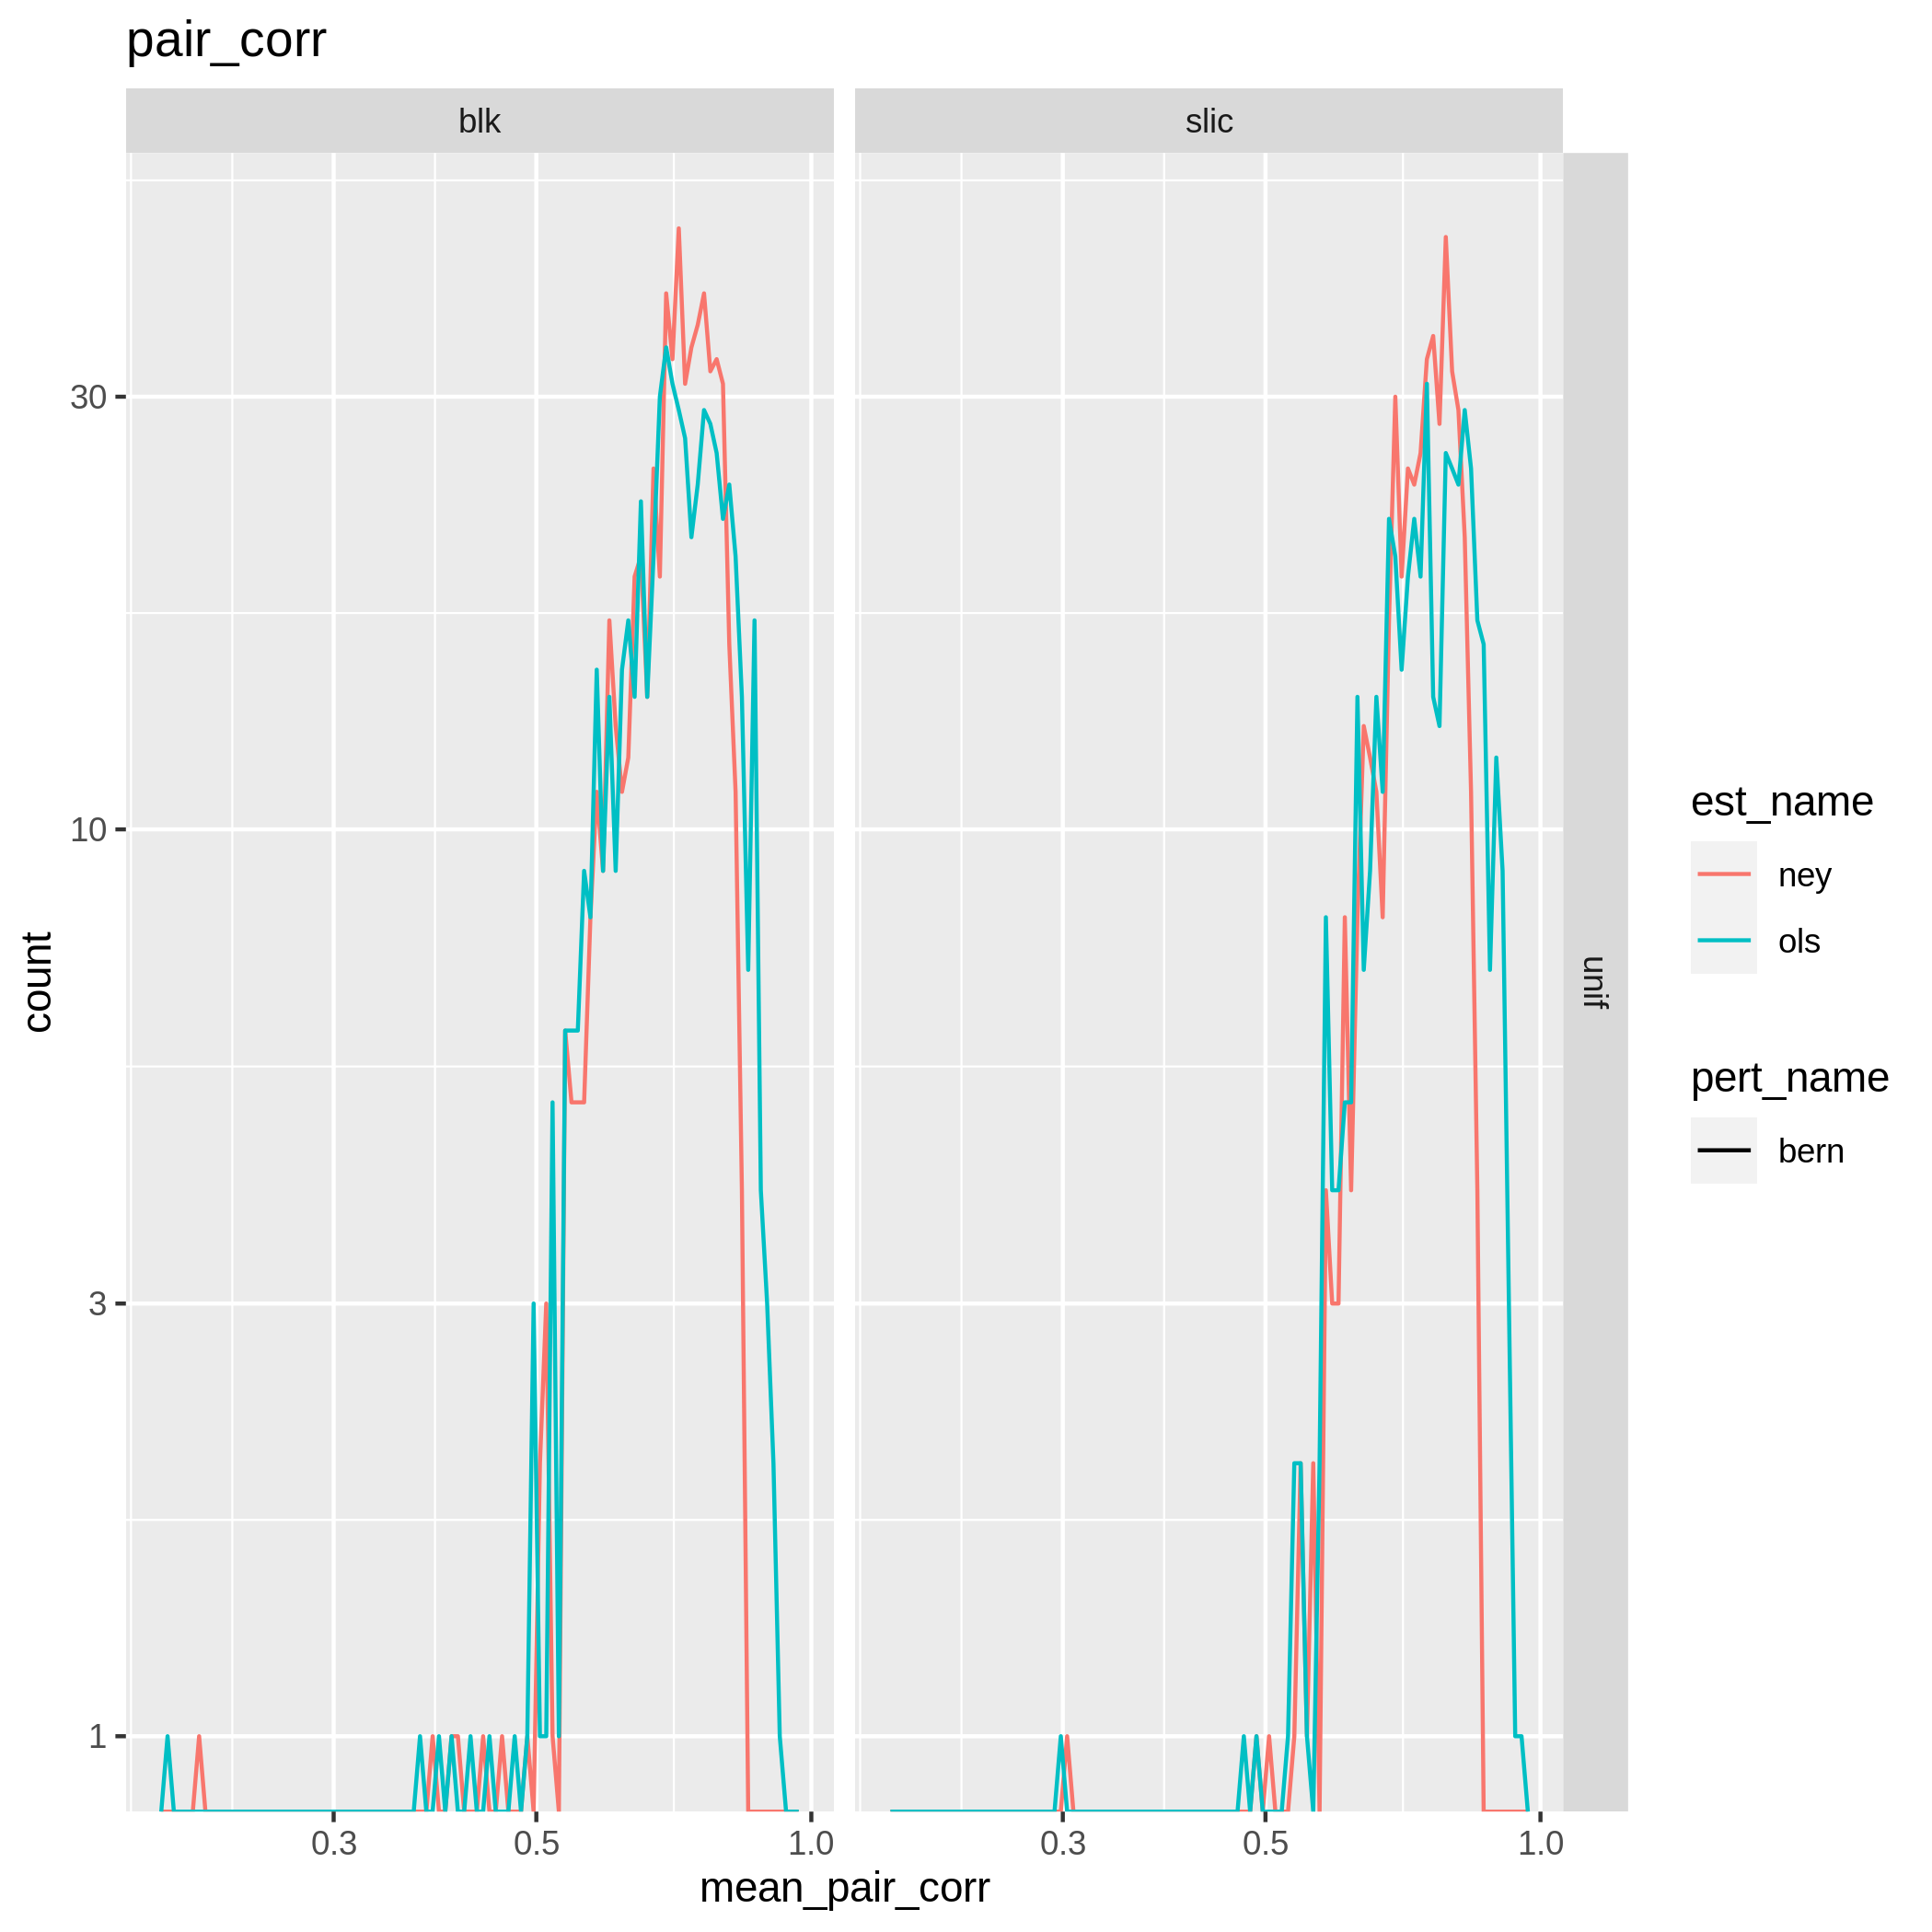 pair_corr
blk
slic
unif
30
10
3
1
count
0.3
0.5
1.0
0.3
0.5
1.0
mean_pair_corr
est_name
ney
ols
pert_name
bern